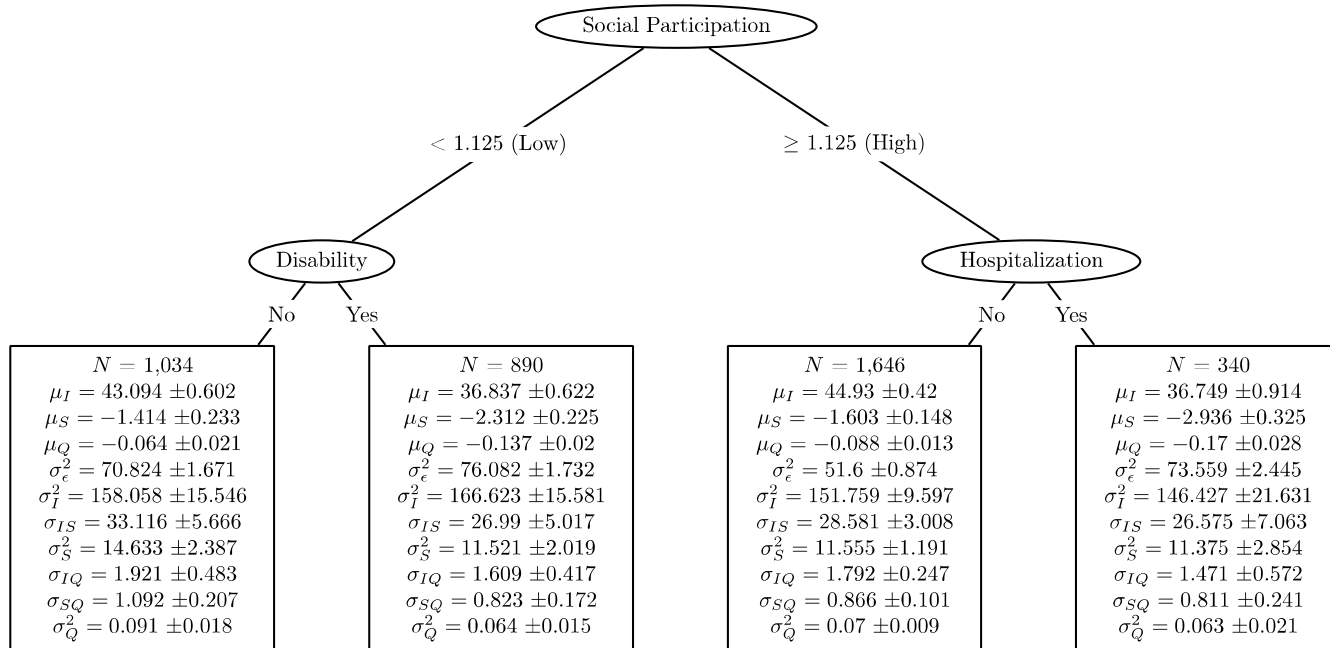 Social Participation
< 1.125 (Low)
≥ 1.125 (High)
Disability
Hospitalization
No
Yes
No
Yes
N = 1,034
μ_I = 43.094 ±0.602
μ_S = −1.414 ±0.233
μ_Q = −0.064 ±0.021
σ²_ϵ = 70.824 ±1.671
σ²_I = 158.058 ±15.546
σ_IS = 33.116 ±5.666
σ²_S = 14.633 ±2.387
σ_IQ = 1.921 ±0.483
σ_SQ = 1.092 ±0.207
σ²_Q = 0.091 ±0.018
N = 890
μ_I = 36.837 ±0.622
μ_S = −2.312 ±0.225
μ_Q = −0.137 ±0.02
σ²_ϵ = 76.082 ±1.732
σ²_I = 166.623 ±15.581
σ_IS = 26.99 ±5.017
σ²_S = 11.521 ±2.019
σ_IQ = 1.609 ±0.417
σ_SQ = 0.823 ±0.172
σ²_Q = 0.064 ±0.015
N = 1,646
μ_I = 44.93 ±0.42
μ_S = −1.603 ±0.148
μ_Q = −0.088 ±0.013
σ²_ϵ = 51.6 ±0.874
σ²_I = 151.759 ±9.597
σ_IS = 28.581 ±3.008
σ²_S = 11.555 ±1.191
σ_IQ = 1.792 ±0.247
σ_SQ = 0.866 ±0.101
σ²_Q = 0.07 ±0.009
N = 340
μ_I = 36.749 ±0.914
μ_S = −2.936 ±0.325
μ_Q = −0.17 ±0.028
σ²_ϵ = 73.559 ±2.445
σ²_I = 146.427 ±21.631
σ_IS = 26.575 ±7.063
σ²_S = 11.375 ±2.854
σ_IQ = 1.471 ±0.572
σ_SQ = 0.811 ±0.241
σ²_Q = 0.063 ±0.021